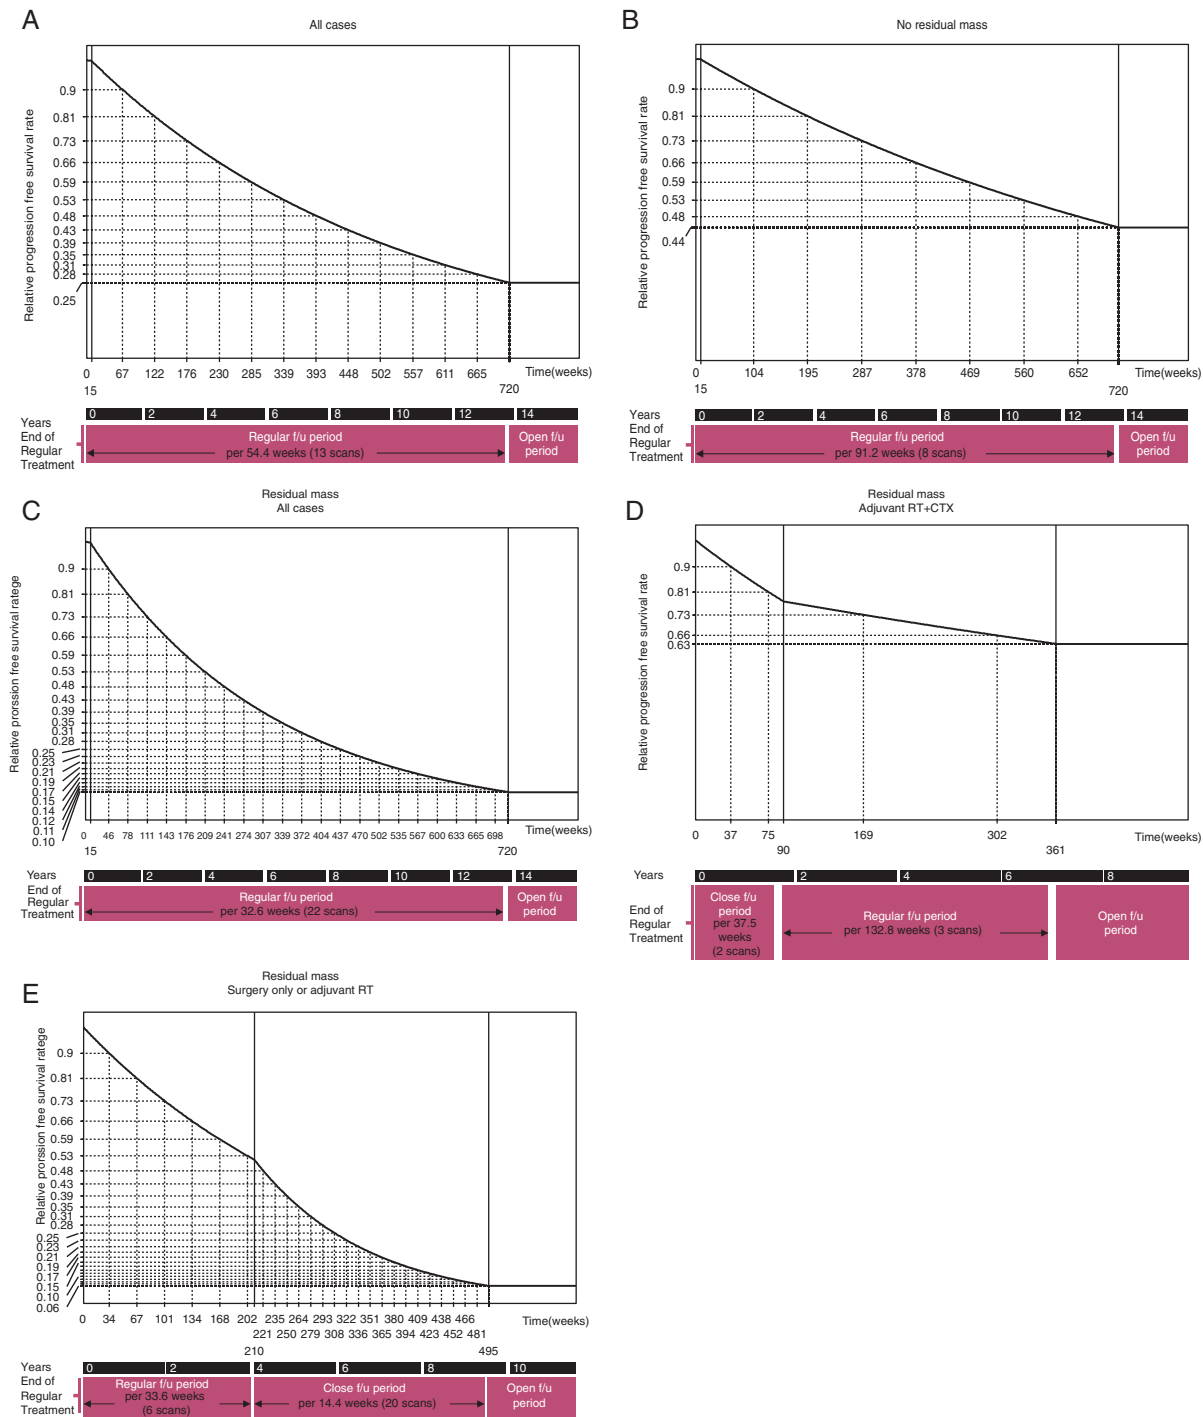 A
All cases
Relative progression free survival rate
0.9
0.81
0.73
0.66
0.59
0.53
0.48
0.43
0.39
0.35
0.31
0.28
0.25
0 67 122 176 230 285 339 393 448 502 557 611 665 Time(weeks)
15 720
Years 0 2 4 6 8 10 12 14
End of
Regular
Treatment
Regular f/u period
per 54.4 weeks (13 scans)
Open f/u
period
B
No residual mass
Relative progression free survival rate
0.9
0.81
0.73
0.66
0.59
0.53
0.48
0.44
0 104 195 287 378 469 560 652 Time(weeks)
15 720
Years 0 2 4 6 8 10 12 14
End of
Regular
Treatment
Regular f/u period
per 91.2 weeks (8 scans)
Open f/u
period
C
Residual mass
All cases
Relative prorssion free survival ratege
0.9
0.81
0.73
0.66
0.59
0.53
0.48
0.43
0.39
0.35
0.31
0.28
0.25
0.23
0.21
0.19
0.17
0.15
0.14
0.12
0.11
0.10
0 46 78 111 143 176 209 241 274 307 339 372 404 437 470 502 535 567 600 633 665 698 Time(weeks)
15 720
Years 0 2 4 6 8 10 12 14
End of
Regular
Treatment
Regular f/u period
per 32.6 weeks (22 scans)
Open f/u
period
D
Residual mass
Adjuvant RT+CTX
Relative progression free survival rate
0.9
0.81
0.73
0.66
0.63
0 37 75 169 302 Time(weeks)
90 361
Years 0 2 4 6 8
End of
Regular
Treatment
Close f/u
period
per 37.5
weeks
(2 scans)
Regular f/u period
per 132.8 weeks (3 scans)
Open f/u
period
E
Residual mass
Surgery only or adjuvant RT
Relative prorssion free survival ratege
0.9
0.81
0.73
0.66
0.59
0.53
0.48
0.43
0.39
0.35
0.31
0.28
0.25
0.23
0.21
0.19
0.17
0.15
0.10
0.06
0 34 67 101 134 168 202 235 264 293 322 351 380 409 438 466 Time(weeks)
221 250 279 308 336 365 394 423 452 481
210 495
Years 0 2 4 6 8 10
End of
Regular
Treatment
Regular f/u period
per 33.6 weeks
(6 scans)
Close f/u period
per 14.4 weeks (20 scans)
Open f/u
period